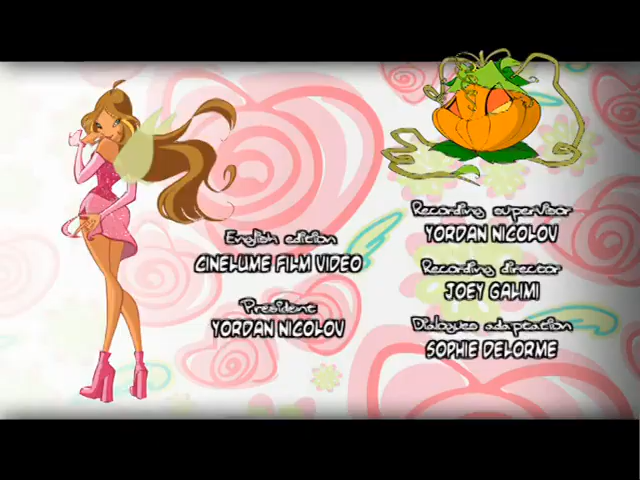 English edition
CINELUME FILM VIDEO
President
YORDAN NICOLOV
Recording supervisor
YORDAN NICOLOV
Recording director
JOEY GALIMI
Dialogues adaptation
SOPHIE DELORME